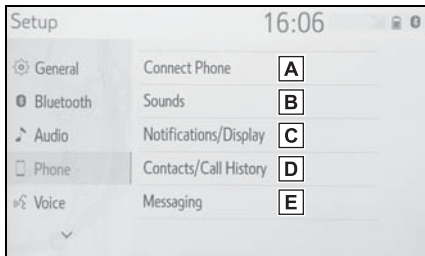 Setup 16:06
General
Bluetooth
Audio
Phone
Voice
Connect Phone A
Sounds B
Notifications/Display C
Contacts/Call History D
Messaging E